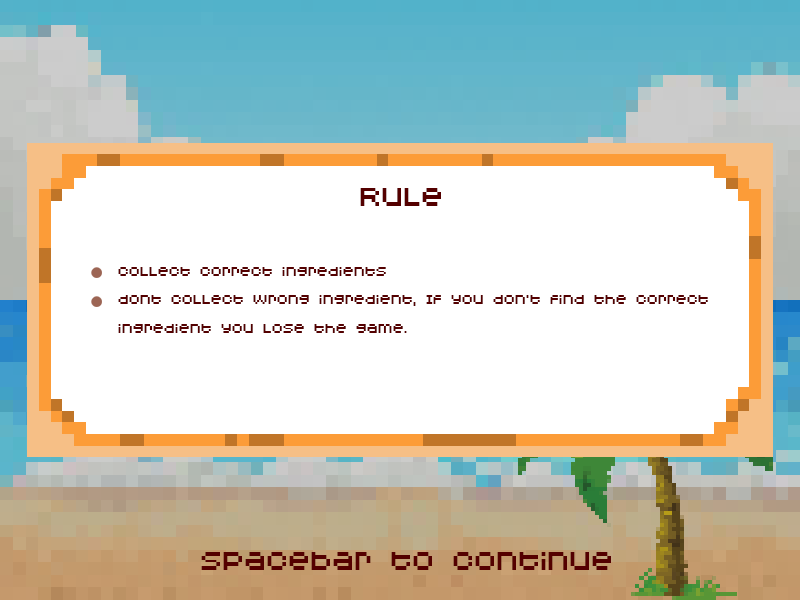 RULE
collect correct ingredients
dont collect wrong ingredient, If you don't find the correct
ingredient you lose the game.
spacebar to continue